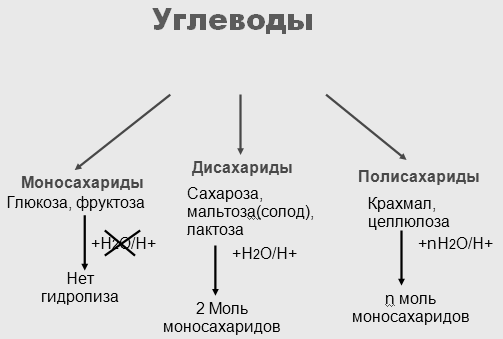 Углеводы
Моносахариды
Глюкоза, фруктоза
+H2O/H+
Нет
гидролиза
Дисахариды
Сахароза,
мальтоза(солод),
лактоза
+H2O/H+
2 Моль
моносахаридов
Полисахариды
Крахмал,
целлюлоза
+nH2O/H+
n моль
моносахаридов